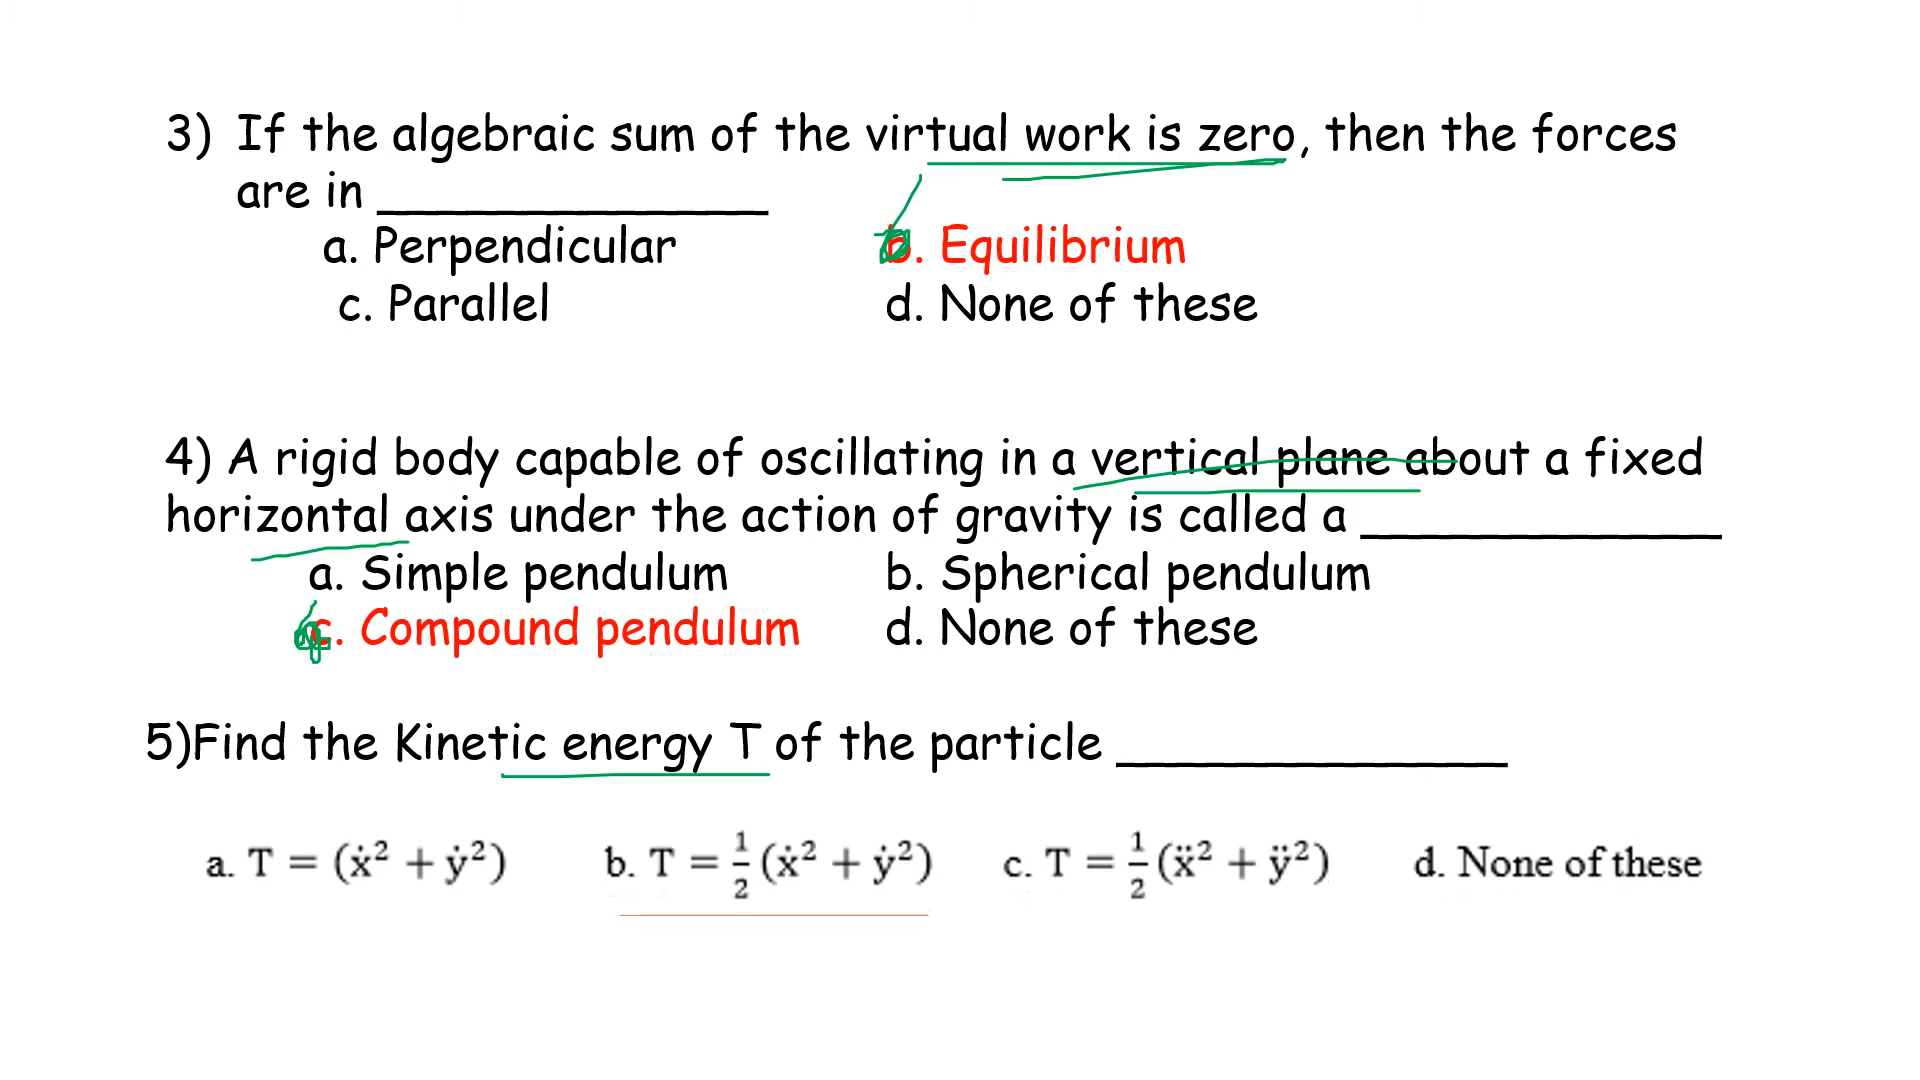 3) If the algebraic sum of the virtual work is zero, then the forces
are in _______________
a. Perpendicular b. Equilibrium
c. Parallel d. None of these
4) A rigid body capable of oscillating in a vertical plane about a fixed
horizontal axis under the action of gravity is called a ______________
a. Simple pendulum b. Spherical pendulum
c. Compound pendulum d. None of these
5)Find the Kinetic energy T of the particle _______________
a. T = (ẋ² + ẏ²) b. T = ½(ẋ² + ẏ²) c. T = ½(ẍ² + ÿ²) d. None of these